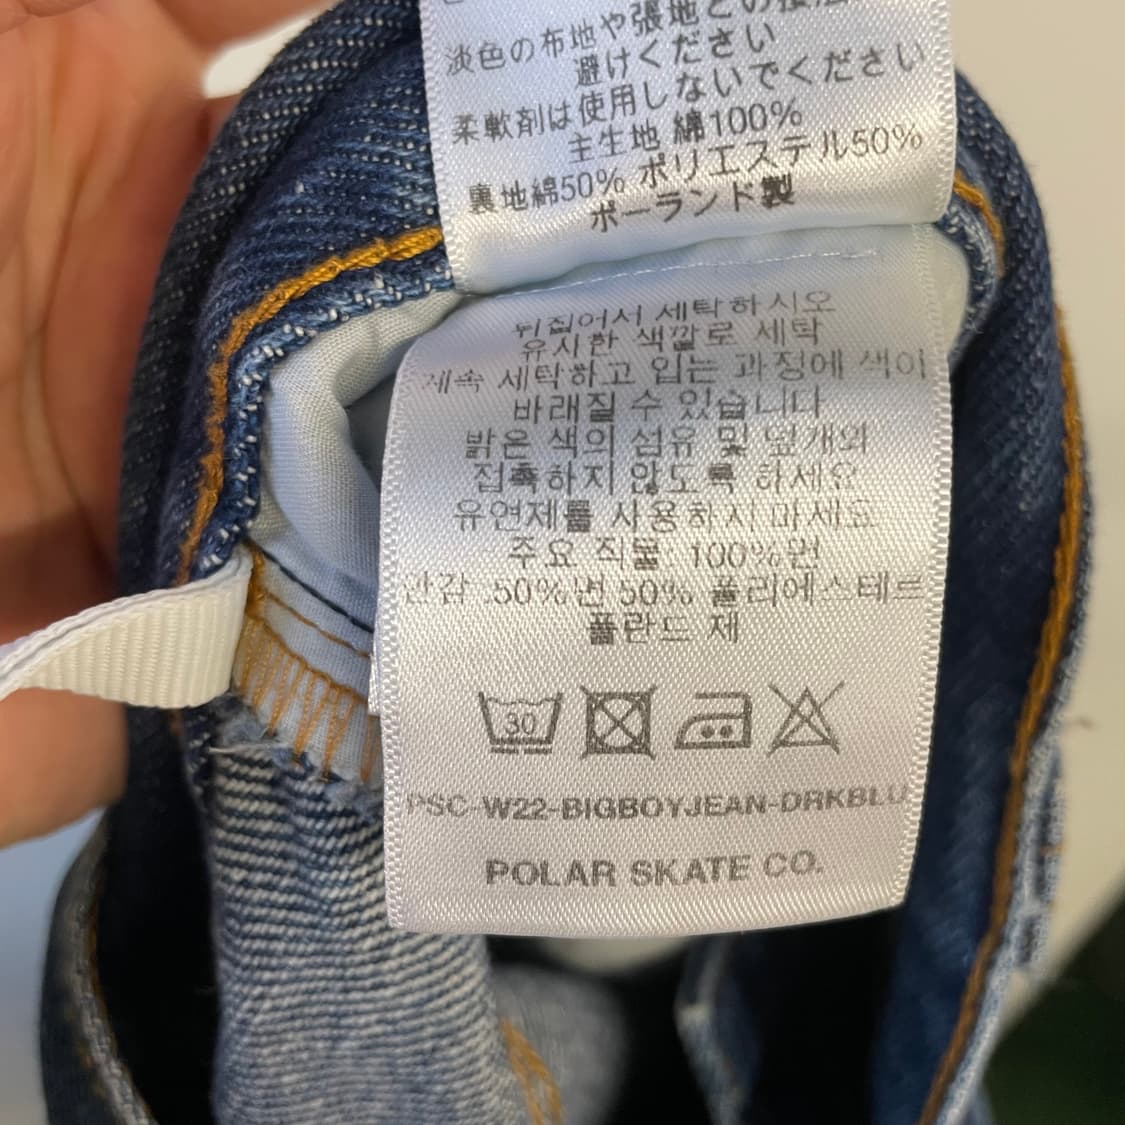 淡色の布地や張地との接触
避けください
柔軟剤は使用しないでください
主生地 綿100%
裏地綿50% ポリエステル50%
ポーランド製
뒤집어서 세탁하시오
유사한 색깔로 세탁
계속 세탁하고 입는 과정에 색이
바래질 수 있습니다
밝은 색의 섬유 및 덮개와
접촉하지 않도록 하세요
유연제를 사용하시 마세요
주요 직물: 100%면
안감 :50%면 50% 폴리에스테르
폴란드 제
30
PSC-W22-BIGBOYJEAN-DRKBLU
POLAR SKATE CO.